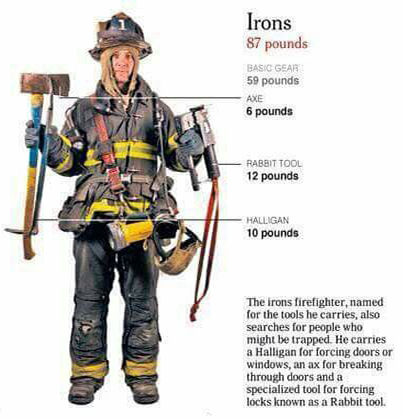 1
Irons
87 pounds
BASIC GEAR
59 pounds
AXE
6 pounds
RABBIT TOOL
12 pounds
HALLIGAN
10 pounds
The irons firefighter, named
for the tools he carries, also
searches for people who
might be trapped. He carries
a Halligan for forcing doors or
windows, an ax for breaking
through doors and a
specialized tool for forcing
locks known as a Rabbit tool.